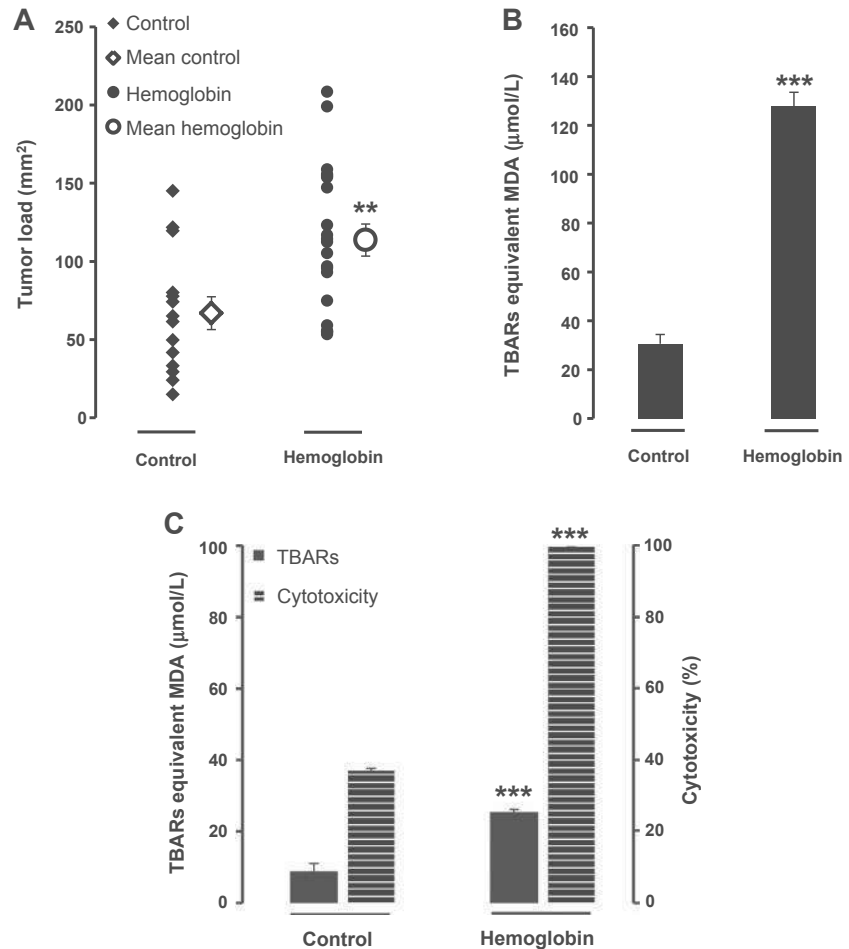 A
Tumor load (mm²)
250
200
150
100
50
0
Control
Mean control
Hemoglobin
Mean hemoglobin
**
Control
Hemoglobin
B
TBARs equivalent MDA (μmol/L)
160
140
120
100
80
60
40
20
0
***
Control
Hemoglobin
C
TBARs equivalent MDA (μmol/L)
100
80
60
40
20
0
TBARs
Cytotoxicity
***
***
100
80
60
40
20
0
Cytotoxicity (%)
Control
Hemoglobin